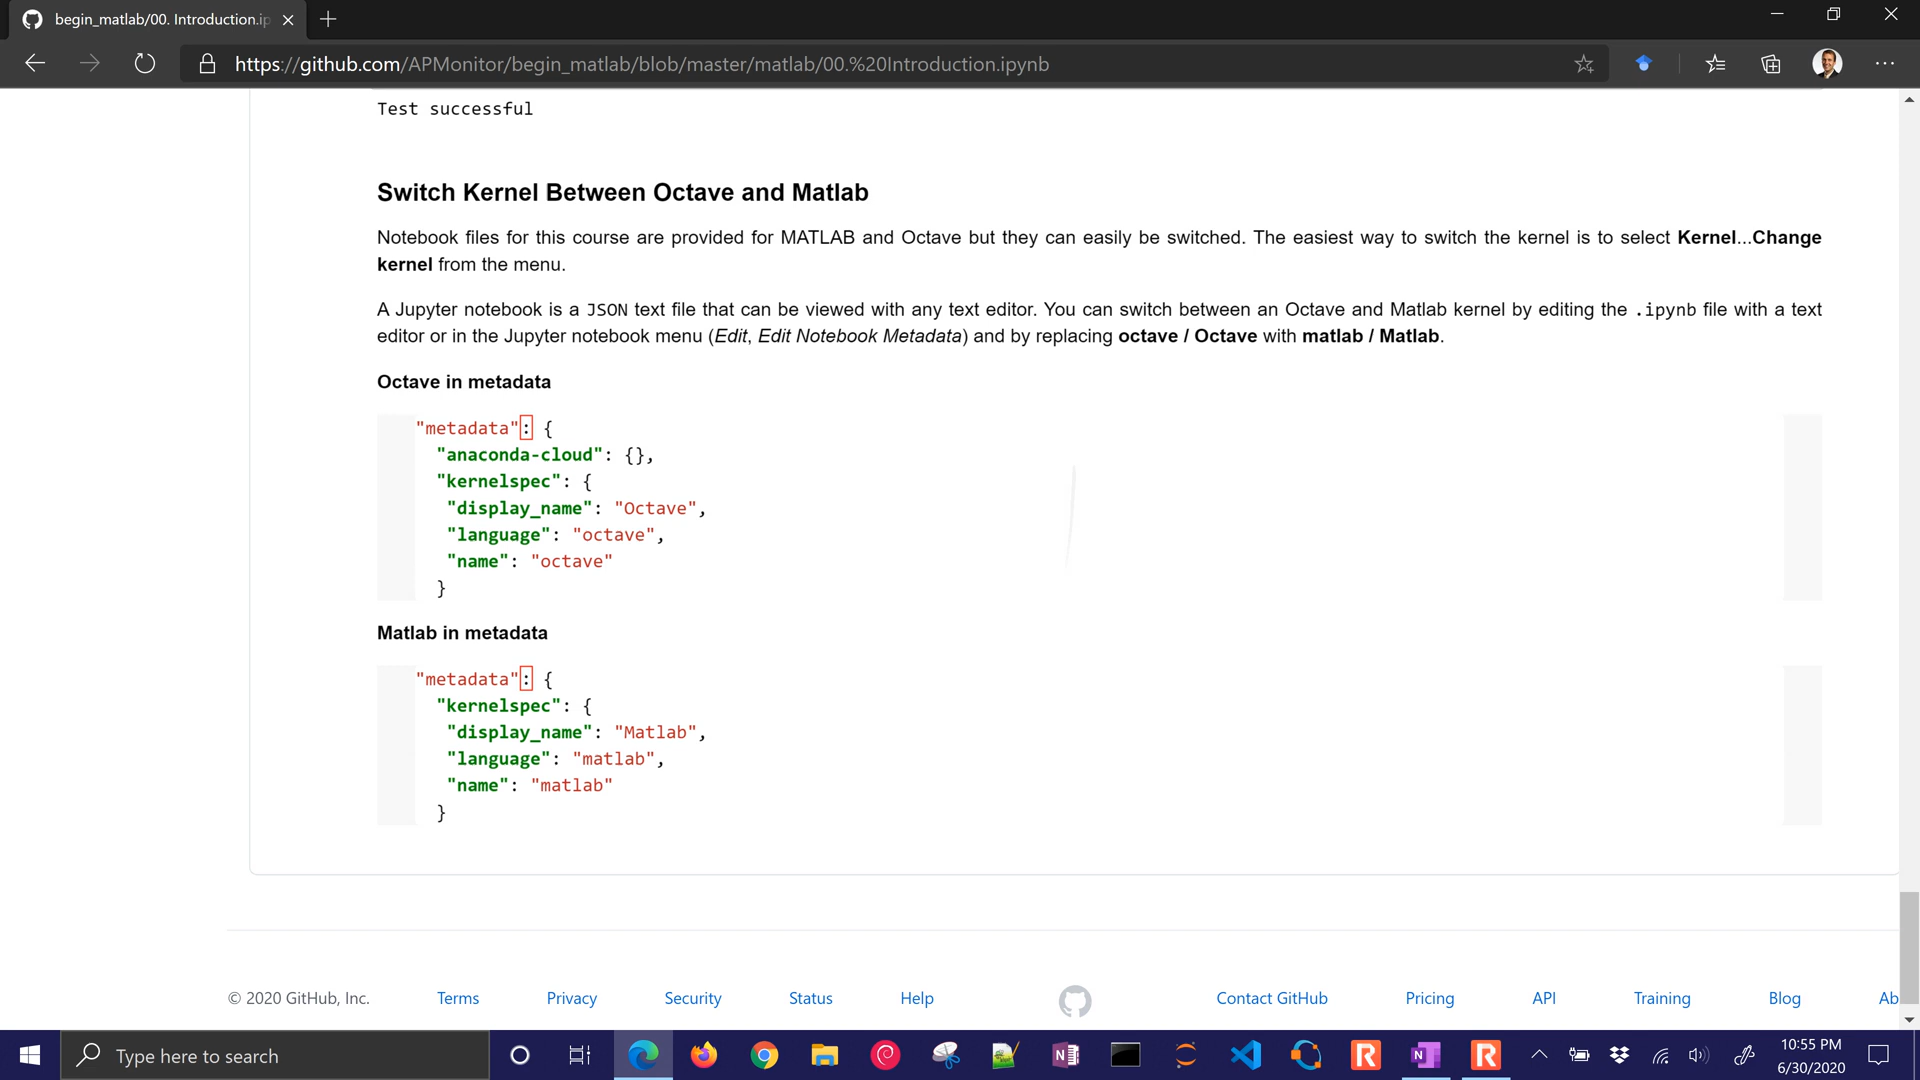 begin_matlab/00. Introduction.ip
https://github.com/APMonitor/begin_matlab/blob/master/matlab/00.%20Introduction.ipynb
Test successful
Switch Kernel Between Octave and Matlab
Notebook files for this course are provided for MATLAB and Octave but they can easily be switched. The easiest way to switch the kernel is to select Kernel...Change
kernel from the menu.
A Jupyter notebook is a JSON text file that can be viewed with any text editor. You can switch between an Octave and Matlab kernel by editing the .ipynb file with a text
editor or in the Jupyter notebook menu (Edit, Edit Notebook Metadata) and by replacing octave / Octave with matlab / Matlab.
Octave in metadata
"metadata": {
"anaconda-cloud": {},
"kernelspec": {
"display_name": "Octave",
"language": "octave",
"name": "octave"
}
Matlab in metadata
"metadata": {
"kernelspec": {
"display_name": "Matlab",
"language": "matlab",
"name": "matlab"
}
© 2020 GitHub, Inc. Terms Privacy Security Status Help Contact GitHub Pricing API Training Blog Ab
Type here to search
N
R
N
R
10:55 PM
6/30/2020